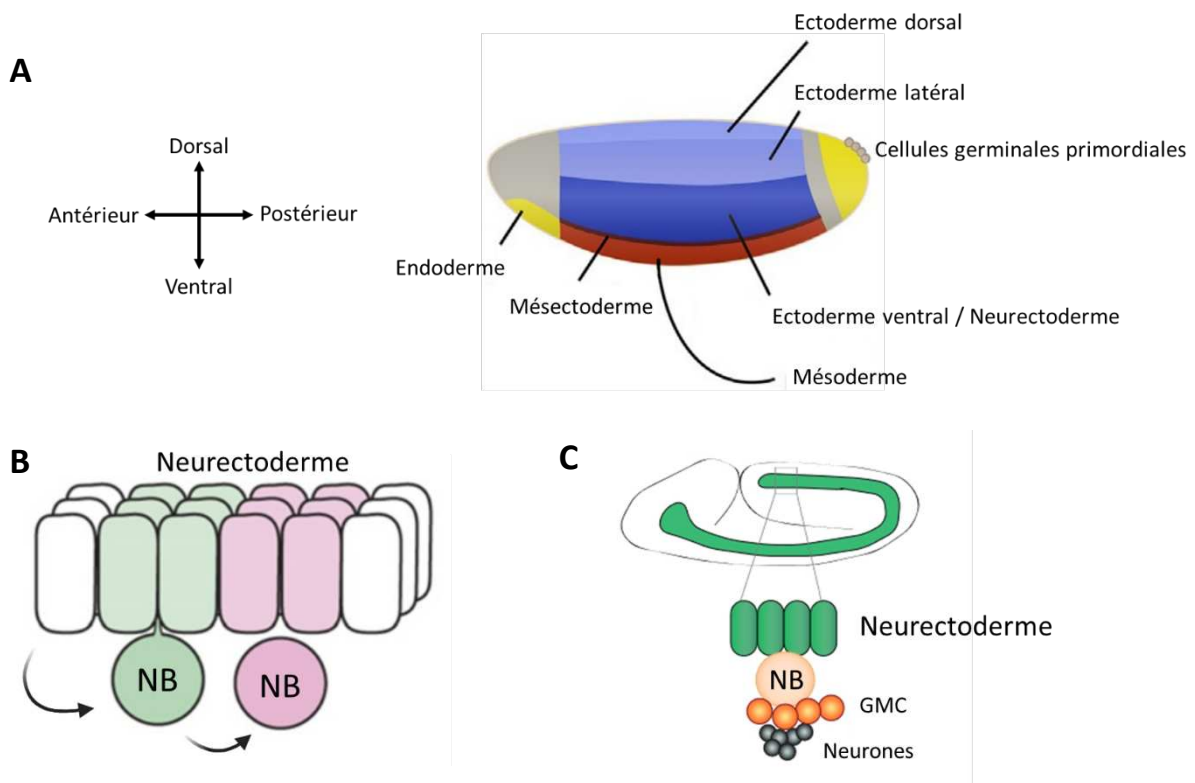 A
Dorsal
Antérieur
Postérieur
Ventral
Ectoderme dorsal
Ectoderme latéral
Cellules germinales primordiales
Endoderme
Mésectoderme
Ectoderme ventral / Neurectoderme
Mésoderme
B
Neurectoderme
NB
NB
C
Neurectoderme
NB
GMC
Neurones